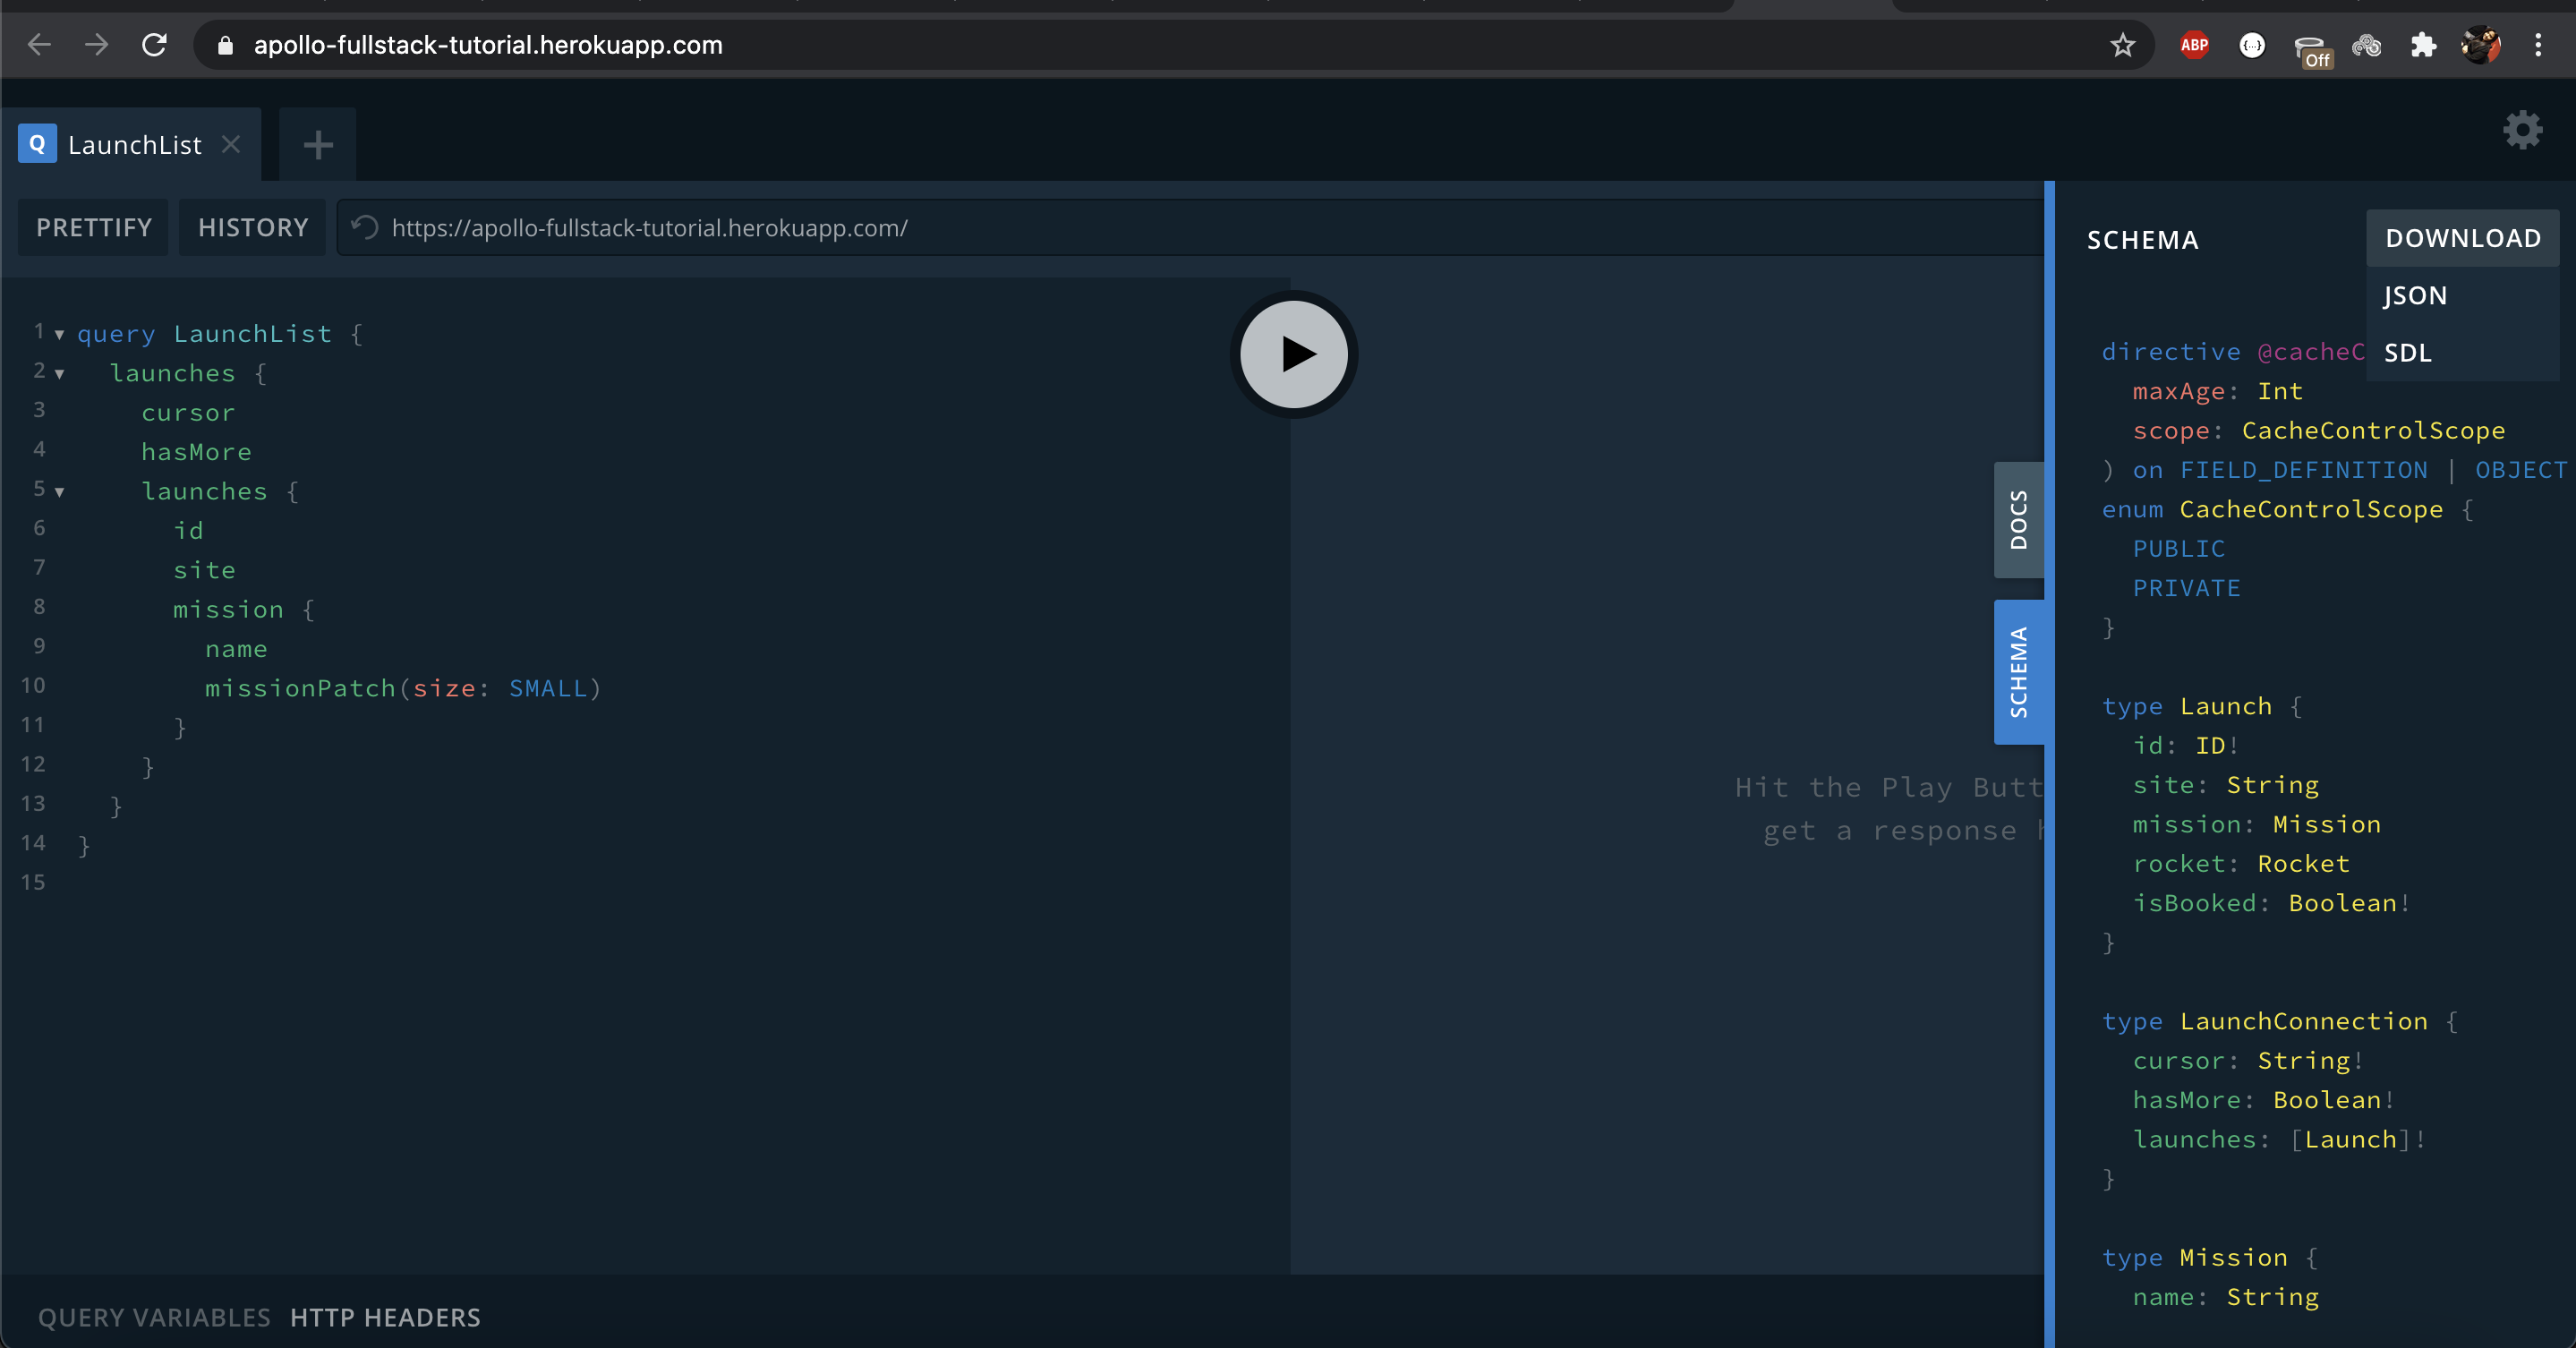 apollo-fullstack-tutorial.herokuapp.com
ABP
Off
Q LaunchList
PRETTIFY
HISTORY
https://apollo-fullstack-tutorial.herokuapp.com/
1 query LaunchList {
2 launches {
3 cursor
4 hasMore
5 launches {
6 id
7 site
8 mission {
9 name
10 missionPatch(size: SMALL)
11 }
12 }
13 }
14 }
15
QUERY VARIABLES HTTP HEADERS
Hit the Play Butt
get a response
DOCS
SCHEMA
SCHEMA
DOWNLOAD
JSON
SDL
directive @cacheC
maxAge: Int
scope: CacheControlScope
) on FIELD_DEFINITION | OBJECT
enum CacheControlScope {
PUBLIC
PRIVATE
}
type Launch {
id: ID!
site: String
mission: Mission
rocket: Rocket
isBooked: Boolean!
}
type LaunchConnection {
cursor: String!
hasMore: Boolean!
launches: [Launch]!
}
type Mission {
name: String